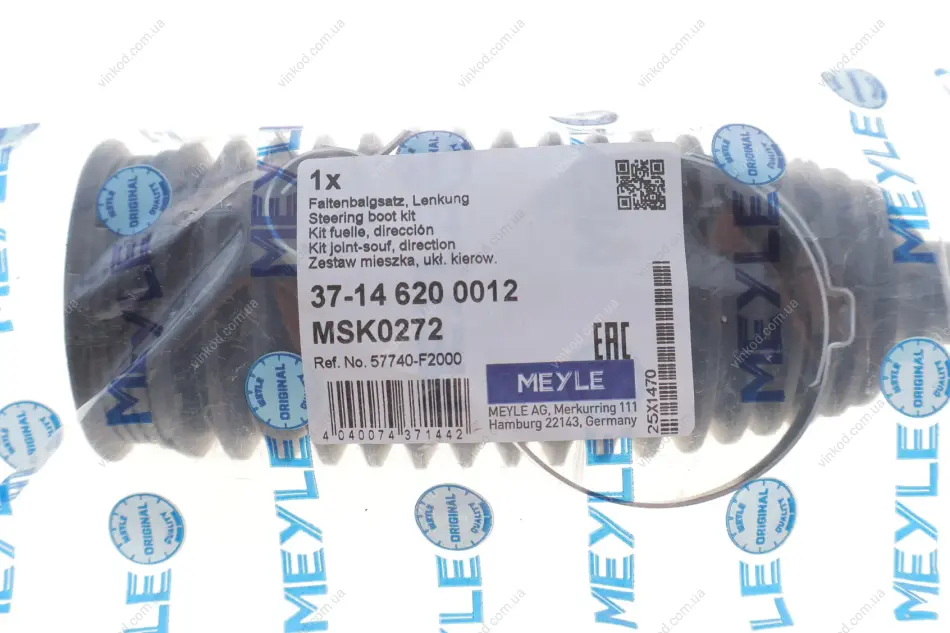 1x
Faltenbalgsatz, Lenkung
Steering boot kit
Kit fuelle, dirección
Kit joint-souf, direction
Zestaw mieszka, ukł. kierow.
37-14 620 0012
MSK0272
Ref. No. 57740-F2000
4 040074 371442
EAC
MEYLE
MEYLE AG, Merkurring 111
Hamburg 22143, Germany
25X1470
MEYLE
MEYLE ORIGINAL QUALITY
vinkod.com.ua